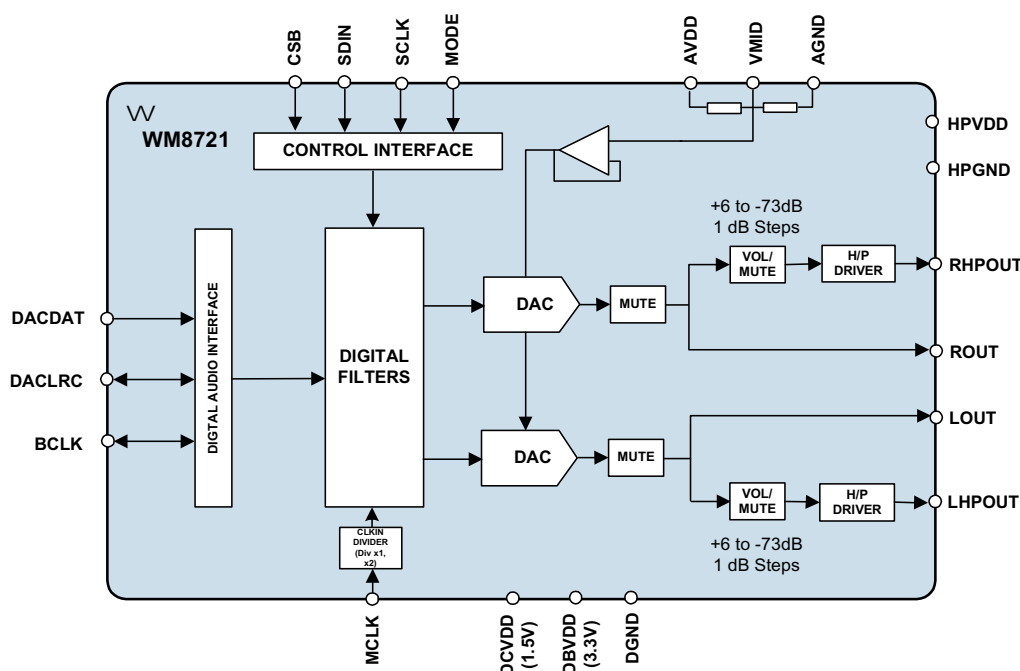 CSB
SDIN
SCLK
MODE
AVDD
VMID
AGND
WM8721
CONTROL INTERFACE
HPVDD
HPGND
+6 to -73dB
1 dB Steps
VOL/
MUTE
H/P
DRIVER
RHPOUT
DAC
MUTE
ROUT
DACDAT
DACLRC
BCLK
DIGTAL AUDIO INTERFACE
DIGITAL
FILTERS
LOUT
DAC
MUTE
VOL/
MUTE
H/P
DRIVER
LHPOUT
+6 to -73dB
1 dB Steps
CLKIN
DIVIDER
(Div x1,
x2)
MCLK
DCVDD
(1.5V)
DBVDD
(3.3V)
DGND